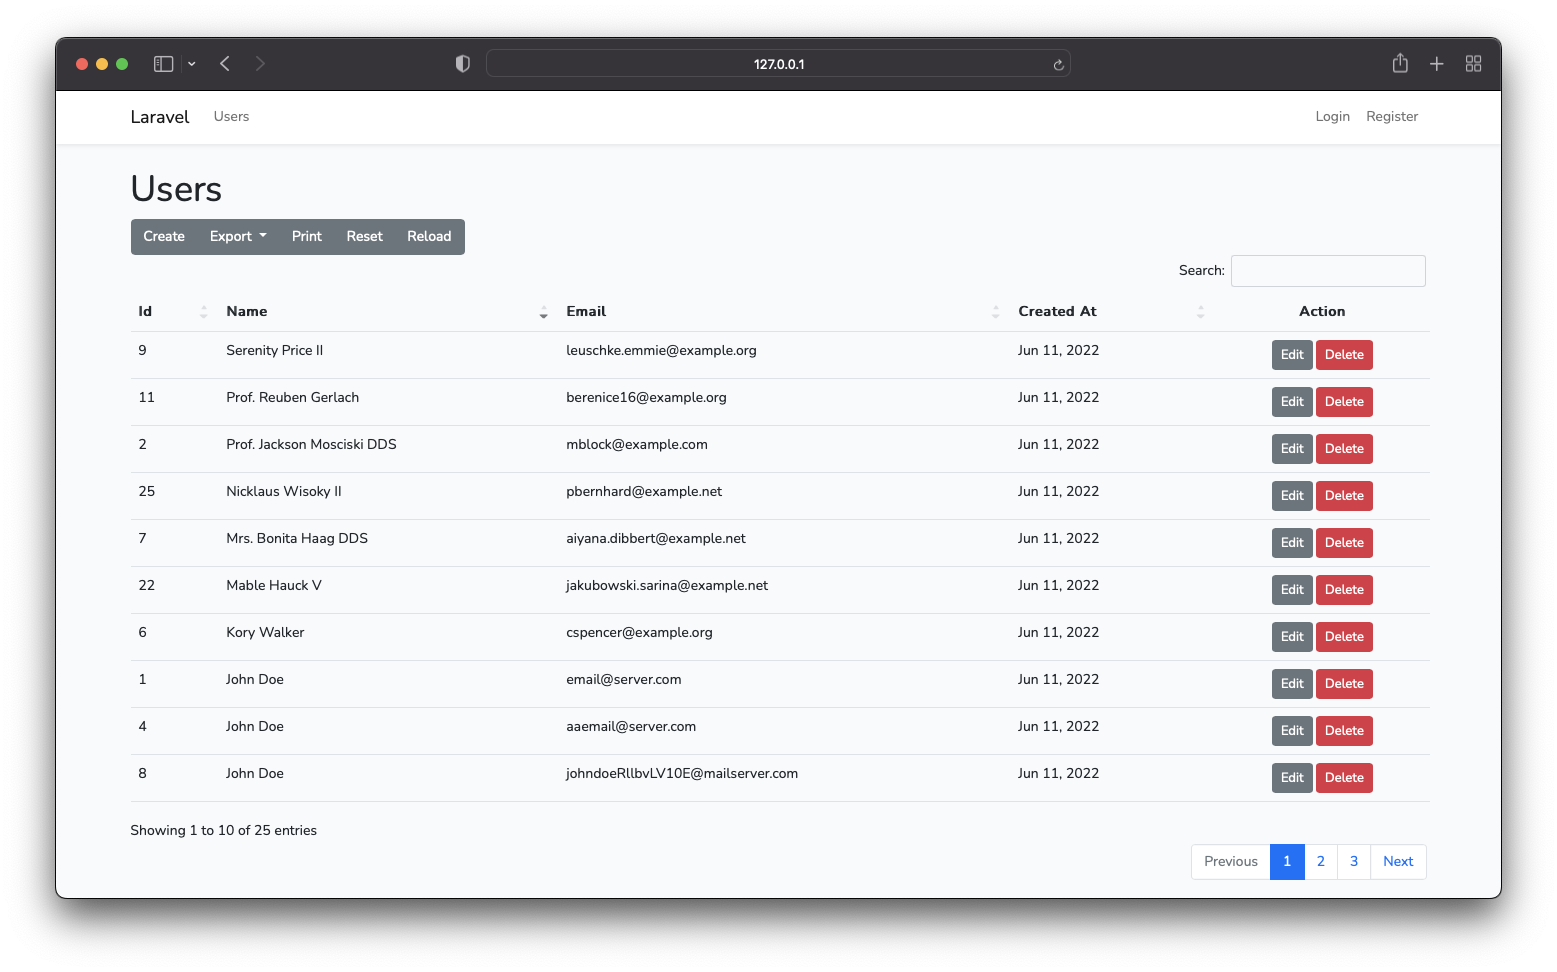 127.0.0.1
Laravel Users Login Register
Users
Create Export Print Reset Reload
Search:
Id Name Email Created At Action
9 Serenity Price II leuschke.emmie@example.org Jun 11, 2022 Edit Delete
11 Prof. Reuben Gerlach berenice16@example.org Jun 11, 2022 Edit Delete
2 Prof. Jackson Mosciski DDS mblock@example.com Jun 11, 2022 Edit Delete
25 Nicklaus Wisoky II pbernhard@example.net Jun 11, 2022 Edit Delete
7 Mrs. Bonita Haag DDS aiyana.dibbert@example.net Jun 11, 2022 Edit Delete
22 Mable Hauck V jakubowski.sarina@example.net Jun 11, 2022 Edit Delete
6 Kory Walker cspencer@example.org Jun 11, 2022 Edit Delete
1 John Doe email@server.com Jun 11, 2022 Edit Delete
4 John Doe aaemail@server.com Jun 11, 2022 Edit Delete
8 John Doe johndoeRllbvLV10E@mailserver.com Jun 11, 2022 Edit Delete
Showing 1 to 10 of 25 entries
Previous 1 2 3 Next